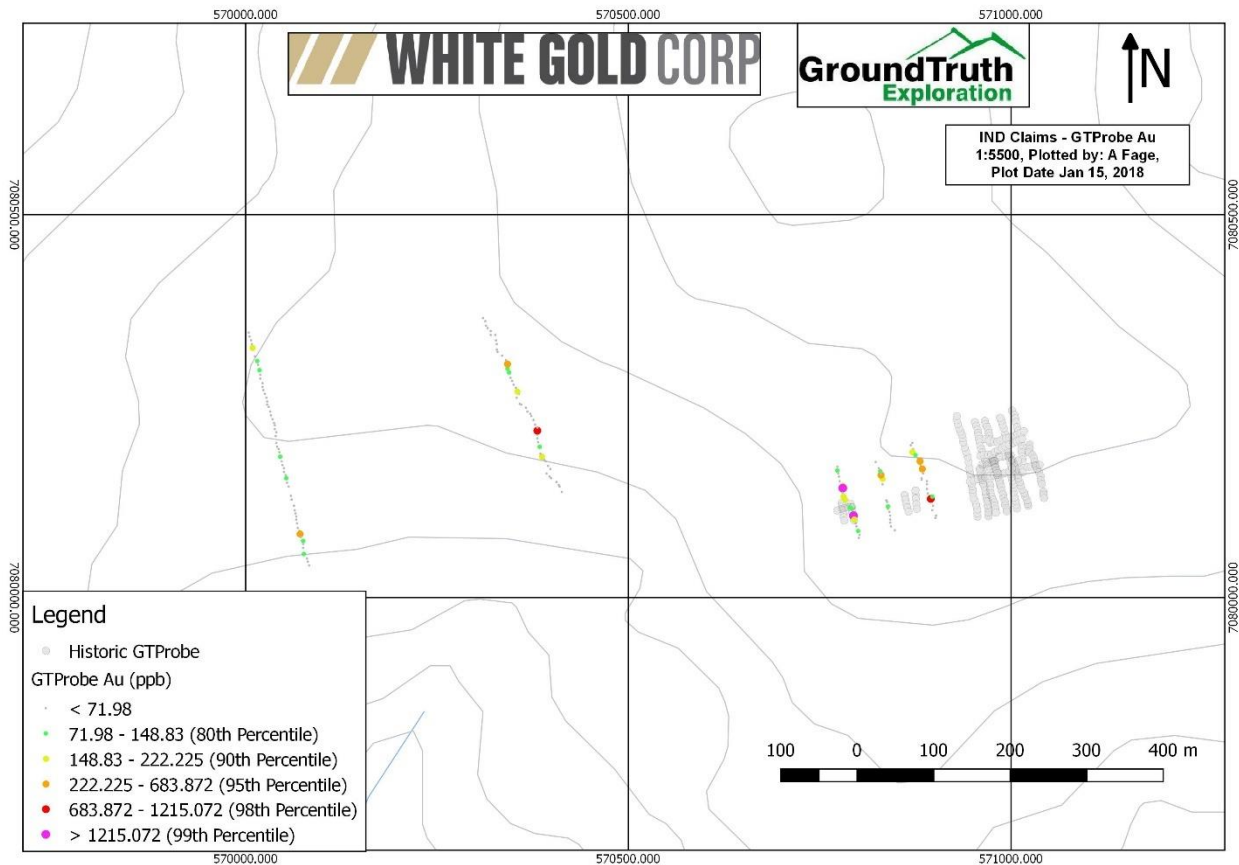 570000.000
570500.000
571000.000
WHITE GOLD CORP
GroundTruth
Exploration
N
IND Claims - GTProbe Au
1:5500, Plotted by: A Fage,
Plot Date Jan 15, 2018
7080500.000
7080500.000
7080000.000
7080000.000
Legend
Historic GTProbe
GTProbe Au (ppb)
< 71.98
71.98 - 148.83 (80th Percentile)
148.83 - 222.225 (90th Percentile)
222.225 - 683.872 (95th Percentile)
683.872 - 1215.072 (98th Percentile)
> 1215.072 (99th Percentile)
100 0 100 200 300 400 m
570000.000
570500.000
571000.000